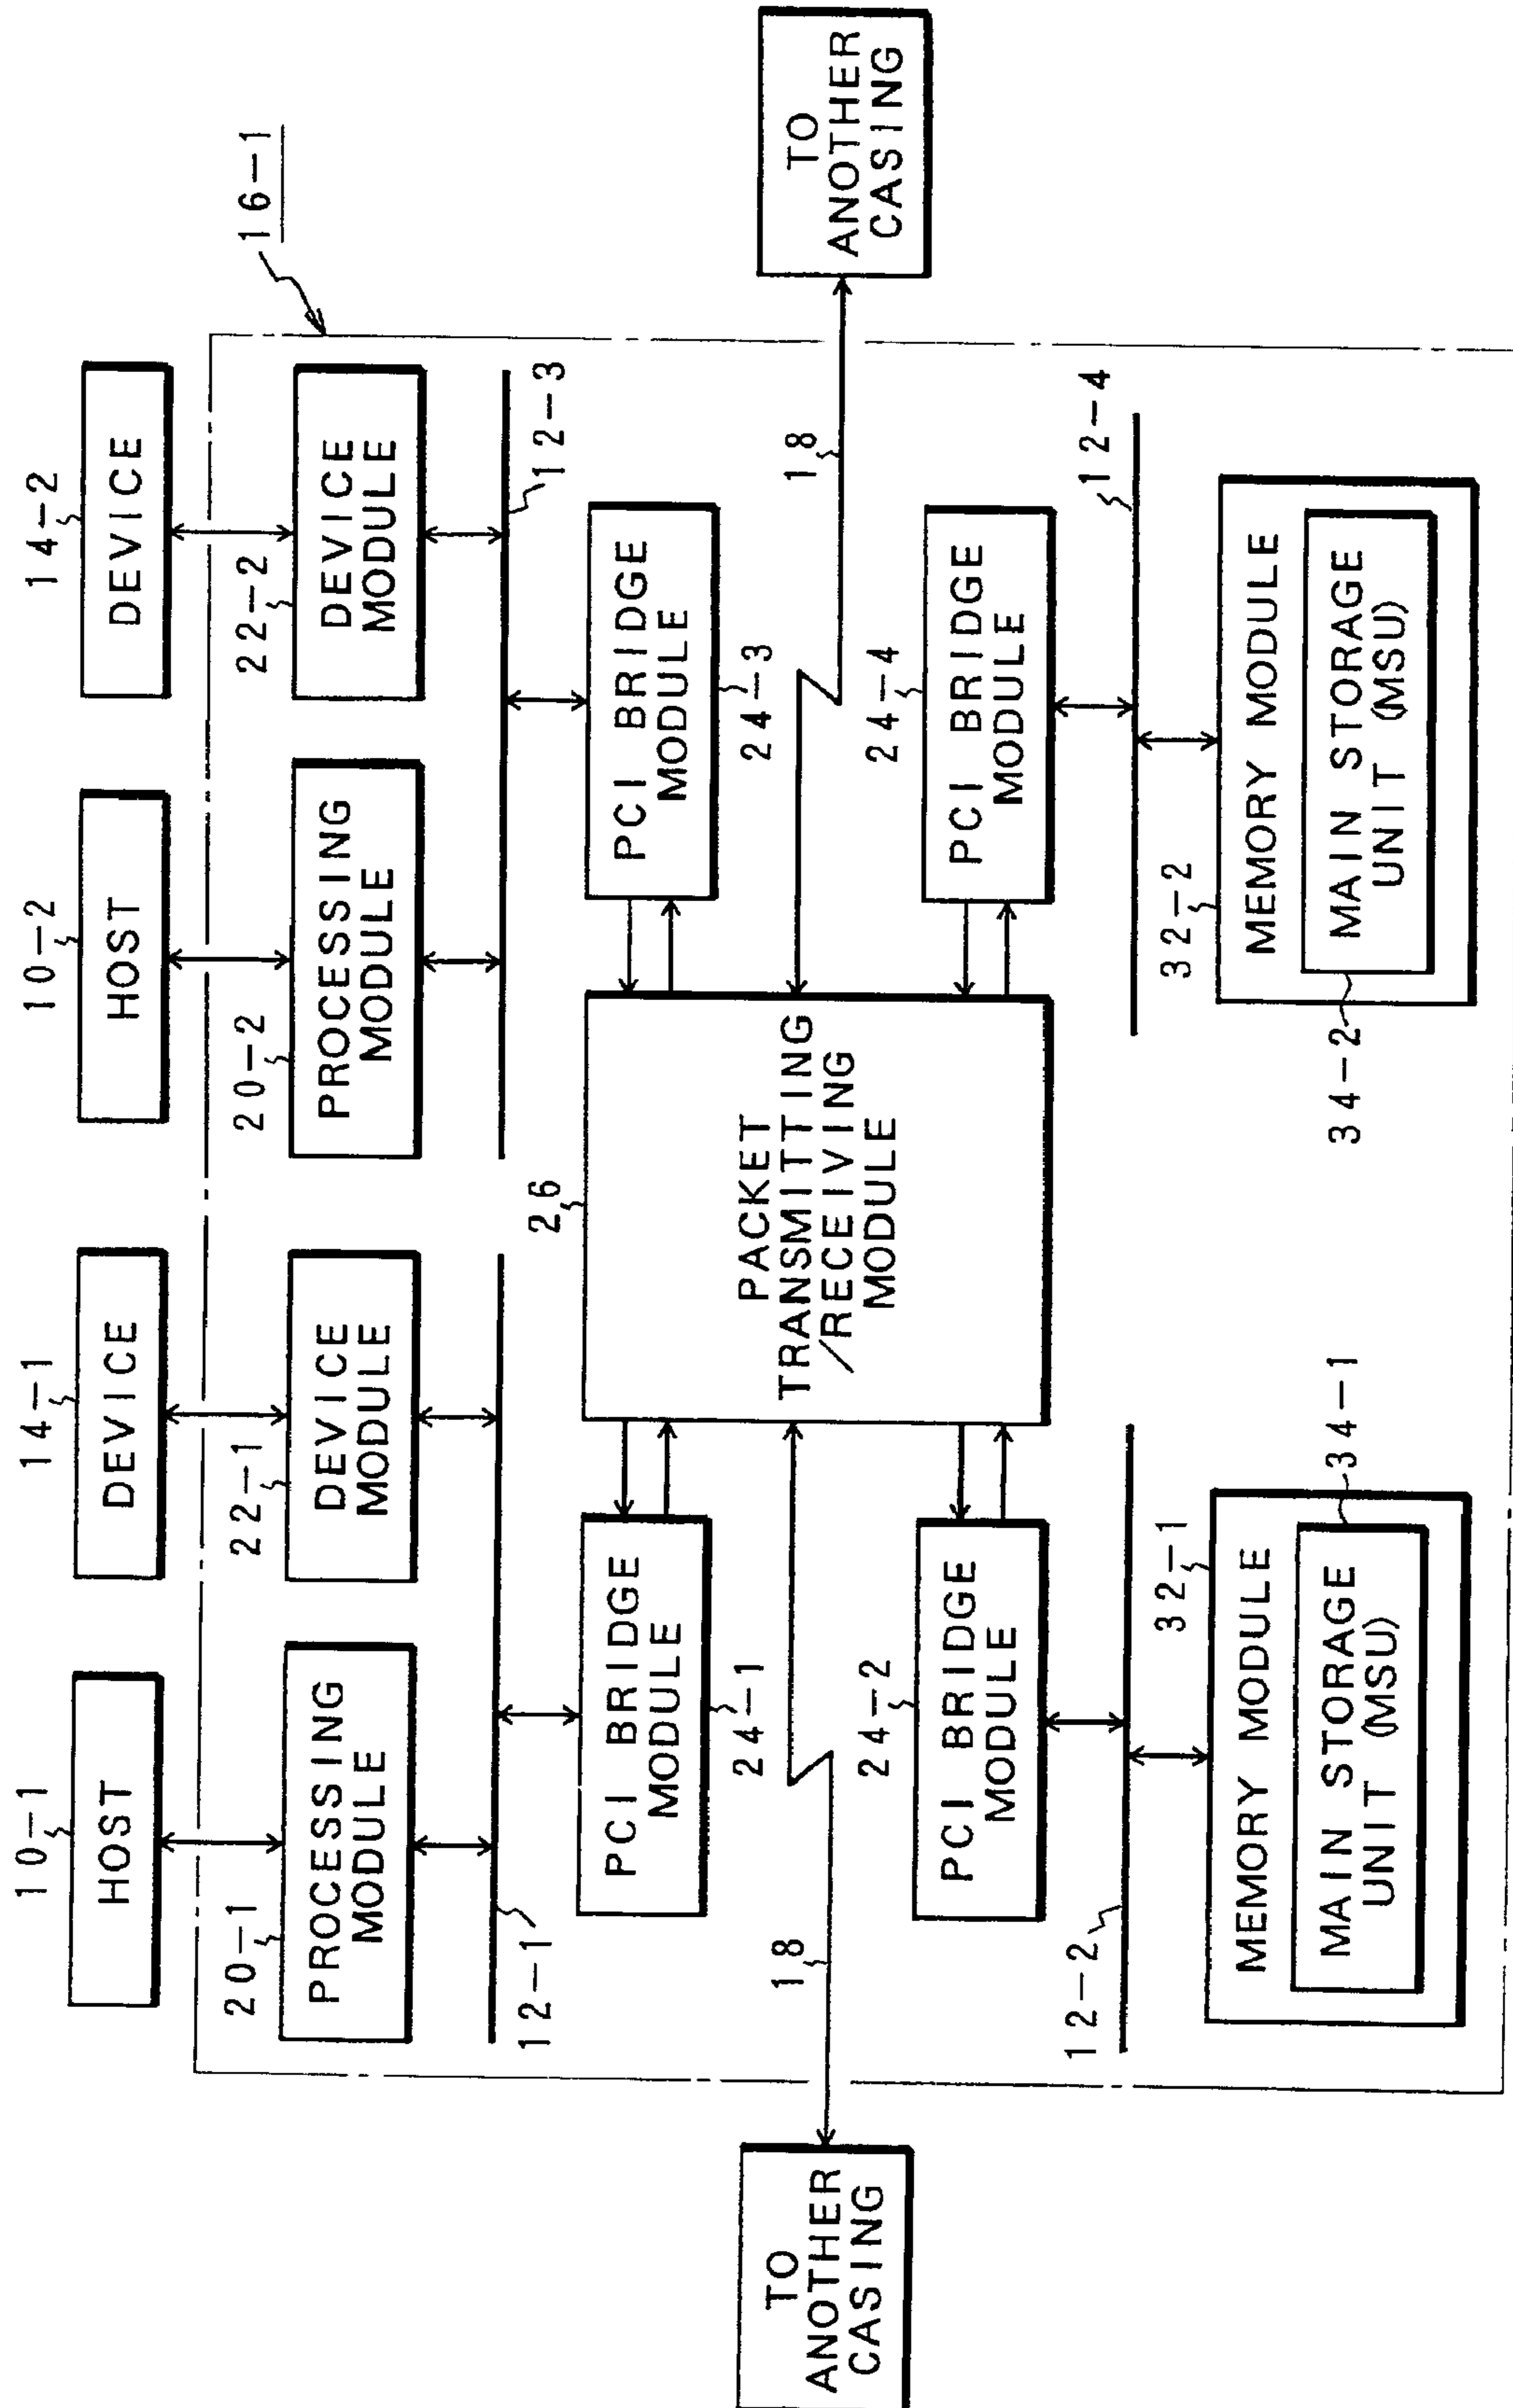 10-1
HOST
14-1
DEVICE
10-2
HOST
14-2
DEVICE
16-1
20-1
PROCESSING
MODULE
22-1
DEVICE
MODULE
20-2
PROCESSING
MODULE
22-2
DEVICE
MODULE
12-1
12-3
PCI BRIDGE
MODULE
24-1
26
PACKET
TRANSMITTING
/RECEIVING
MODULE
PCI BRIDGE
MODULE
24-3
TO
ANOTHER
CASING
18
18
TO
ANOTHER
CASING
24-2
PCI BRIDGE
MODULE
24-4
PCI BRIDGE
MODULE
12-2
12-4
32-1
MEMORY MODULE
MAIN STORAGE
UNIT (MSU)
34-1
32-2
MEMORY MODULE
MAIN STORAGE
UNIT (MSU)
34-2